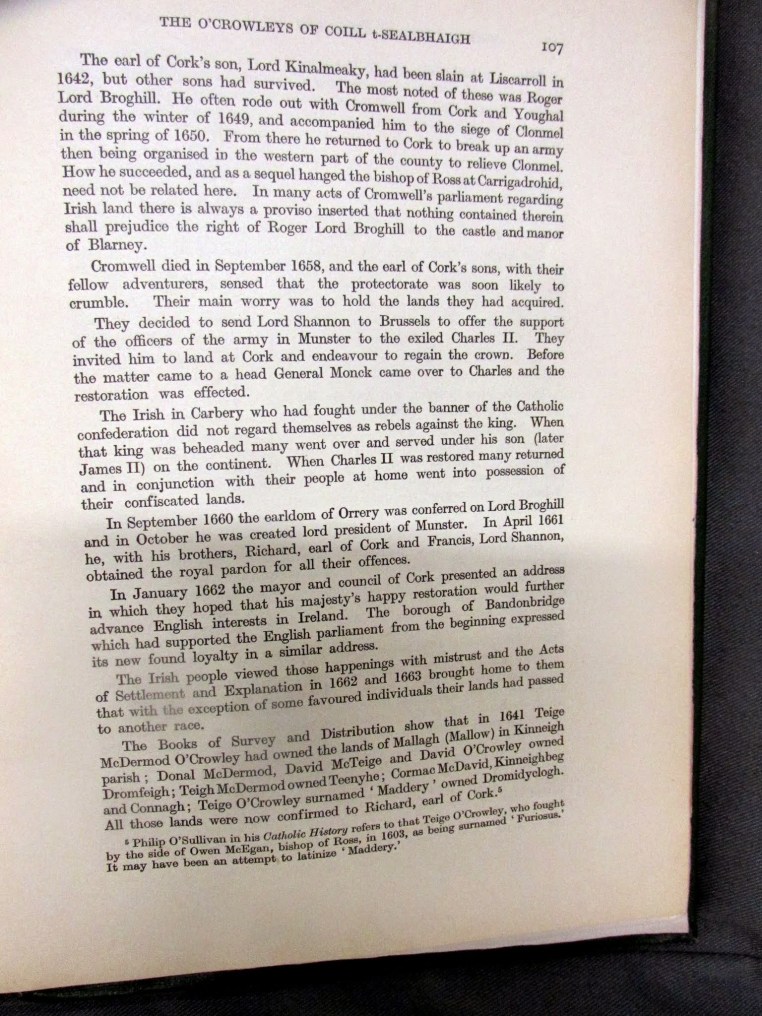 THE O'CROWLEYS OF COILL t-SEALBHAIGH 107
The earl of Cork's son, Lord Kinalmeaky, had been slain at Liscarroll in
1642, but other sons had survived. The most noted of these was Roger
Lord Broghill. He often rode out with Cromwell from Cork and Youghal
during the winter of 1649, and accompanied him to the siege of Clonmel
in the spring of 1650. From there he returned to Cork to break up an army
then being organised in the western part of the county to relieve Clonmel.
How he succeeded, and as a sequel hanged the bishop of Ross at Carrigadrohid,
need not be related here. In many acts of Cromwell's parliament regarding
Irish land there is always a proviso inserted that nothing contained therein
shall prejudice the right of Roger Lord Broghill to the castle and manor
of Blarney.
Cromwell died in September 1658, and the earl of Cork's sons, with their
fellow adventurers, sensed that the protectorate was soon likely to
crumble. Their main worry was to hold the lands they had acquired.
They decided to send Lord Shannon to Brussels to offer the support
of the officers of the army in Munster to the exiled Charles II. They
invited him to land at Cork and endeavour to regain the crown. Before
the matter came to a head General Monck came over to Charles and the
restoration was effected.
The Irish in Carbery who had fought under the banner of the Catholic
confederation did not regard themselves as rebels against the king. When
that king was beheaded many went over and served under his son (later
James II) on the continent. When Charles II was restored many returned
and in conjunction with their people at home went into possession of
their confiscated lands.
In September 1660 the earldom of Orrery was conferred on Lord Broghill
and in October he was created lord president of Munster. In April 1661
he, with his brothers, Richard, earl of Cork and Francis, Lord Shannon,
obtained the royal pardon for all their offences.
In January 1662 the mayor and council of Cork presented an address
in which they hoped that his majesty's happy restoration would further
advance English interests in Ireland. The borough of Bandonbridge
which had supported the English parliament from the beginning expressed
its new found loyalty in a similar address.
The Irish people viewed those happenings with mistrust and the Acts
of Settlement and Explanation in 1662 and 1663 brought home to them
that with the exception of some favoured individuals their lands had passed
to another race.
The Books of Survey and Distribution show that in 1641 Teige
McDermod O'Crowley had owned the lands of Mallagh (Mallow) in Kinneigh
parish ; Donal McDermod, David McTeige and David O'Crowley owned
Dromfeigh ; Teigh McDermod owned Teenyhe ; Cormac McDavid, Kinneighbeg
and Connagh ; Teige O'Crowley surnamed ' Maddery ' owned Dromidyclogh.
All those lands were now confirmed to Richard, earl of Cork.⁵
⁵ Philip O'Sullivan in his Catholic History refers to that Teige O'Crowley, who fought
by the side of Owen McEgan, bishop of Ross, in 1603, as being surnamed ' Furiosus.'
It may have been an attempt to latinize ' Maddery.'